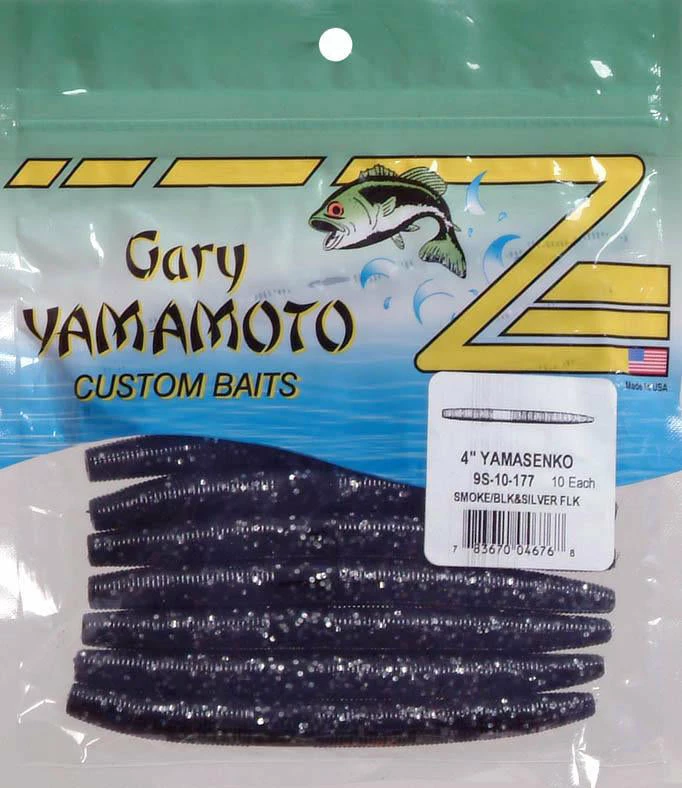 Gary
YAMAMOTO
CUSTOM BAITS
Made in USA
4" YAMASENKO
9S-10-177 10 Each
SMOKE/BLK&SILVER FLK
7 83670 04676 8